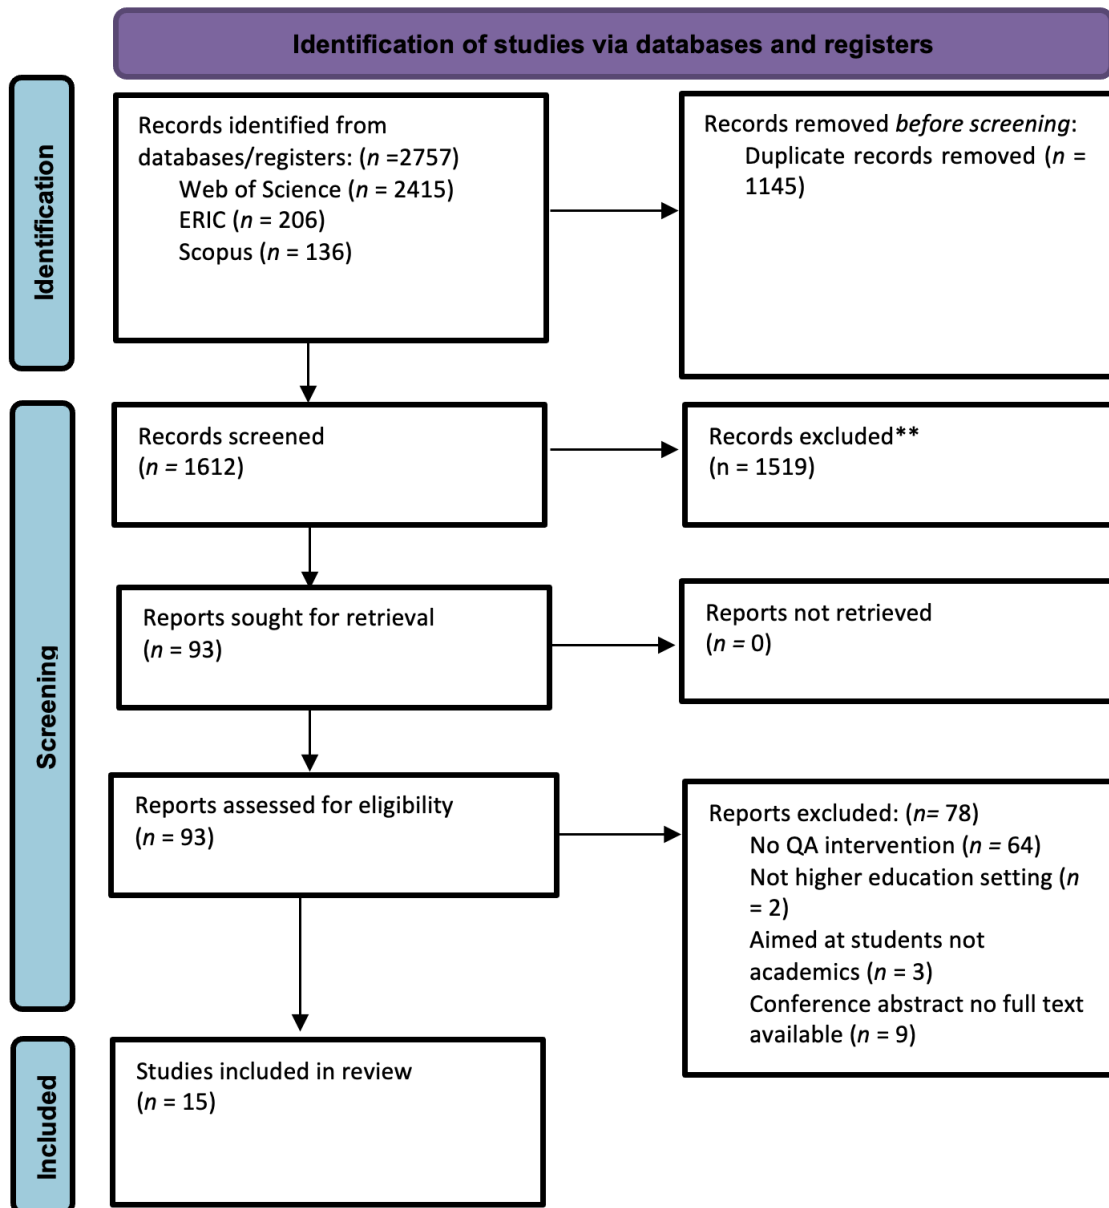 Identification of studies via databases and registers
Identification
Records identified from
databases/registers: (n =2757)
Web of Science (n = 2415)
ERIC (n = 206)
Scopus (n = 136)
Records removed before screening:
Duplicate records removed (n =
1145)
Screening
Records screened
(n = 1612)
Records excluded**
(n = 1519)
Reports sought for retrieval
(n = 93)
Reports not retrieved
(n = 0)
Reports assessed for eligibility
(n = 93)
Reports excluded: (n= 78)
No QA intervention (n = 64)
Not higher education setting (n
= 2)
Aimed at students not
academics (n = 3)
Conference abstract no full text
available (n = 9)
Included
Studies included in review
(n = 15)